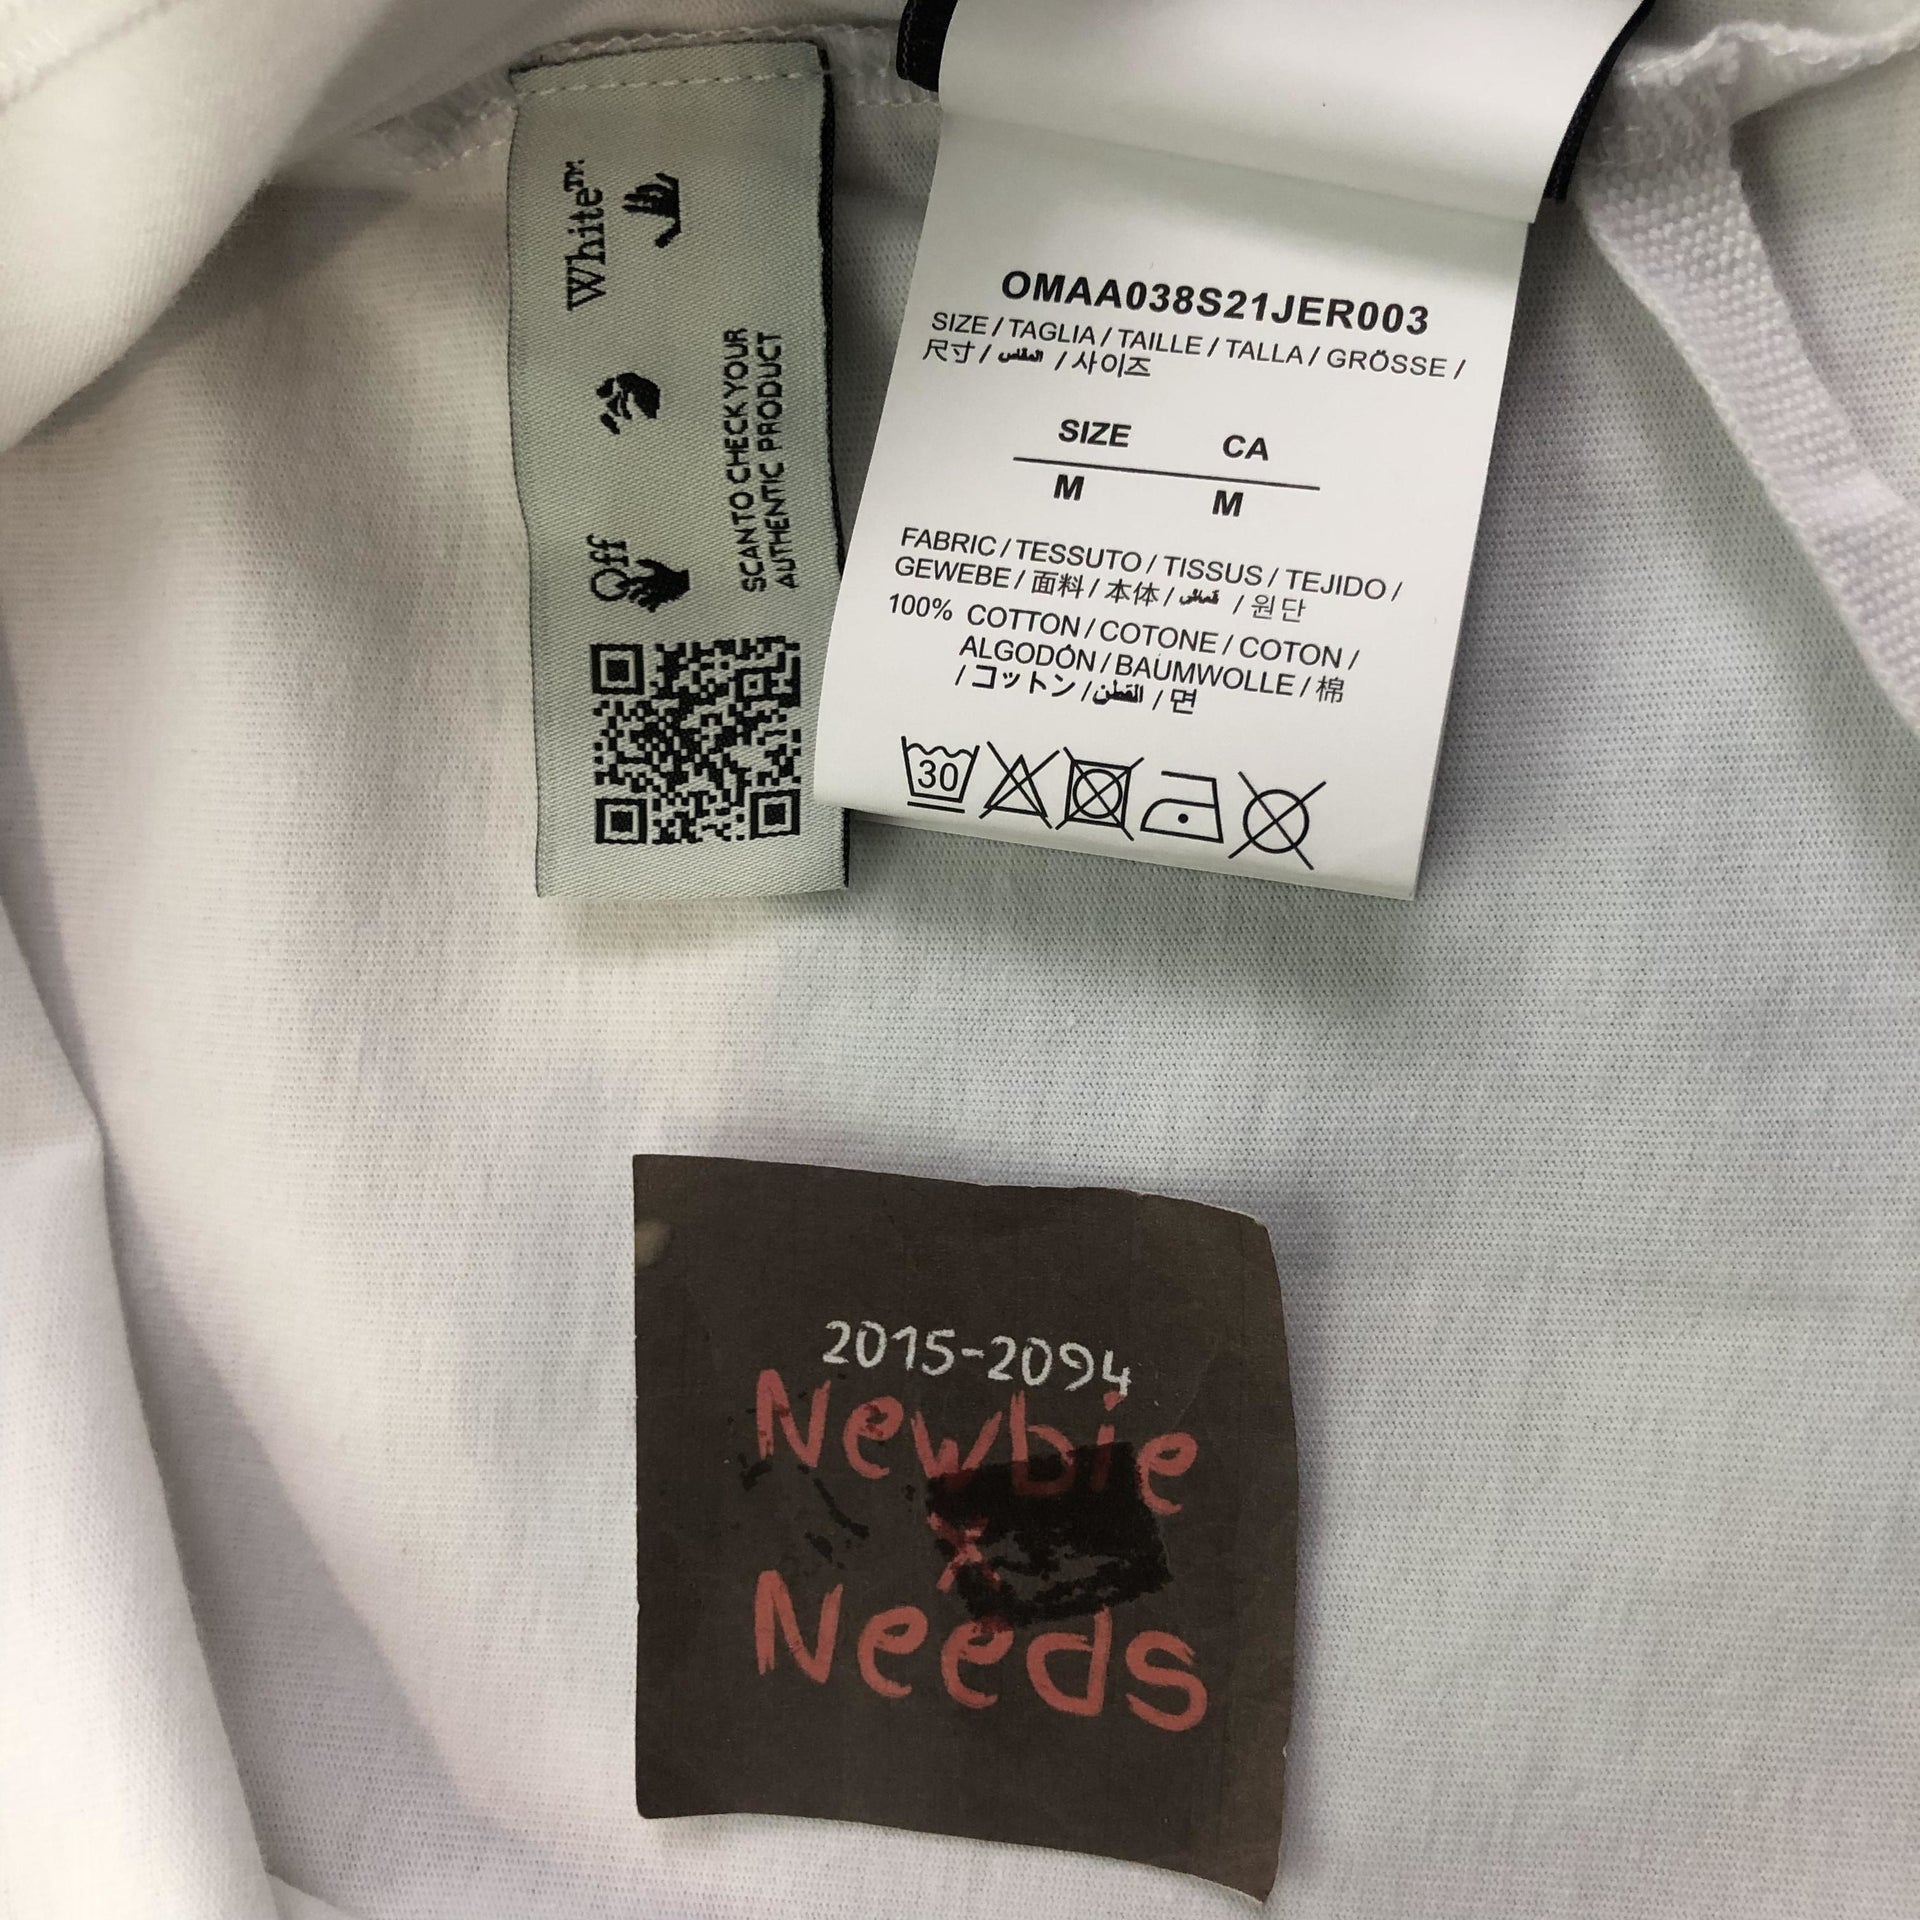 Off White™
SCAN TO CHECK YOUR
AUTHENTIC PRODUCT
OMAA038S21JER003
SIZE / TAGLIA / TAILLE / TALLA / GRÖSSE /
尺寸 / المقاس / 사이즈
SIZE CA
M M
FABRIC / TESSUTO / TISSUS / TEJIDO /
GEWEBE / 面料 / 本体 / قماش / 원단
100% COTTON / COTONE / COTON /
ALGODÓN / BAUMWOLLE / 棉
/ コットン / القطن / 면
30
2015-2094
Newbie
x
Needs